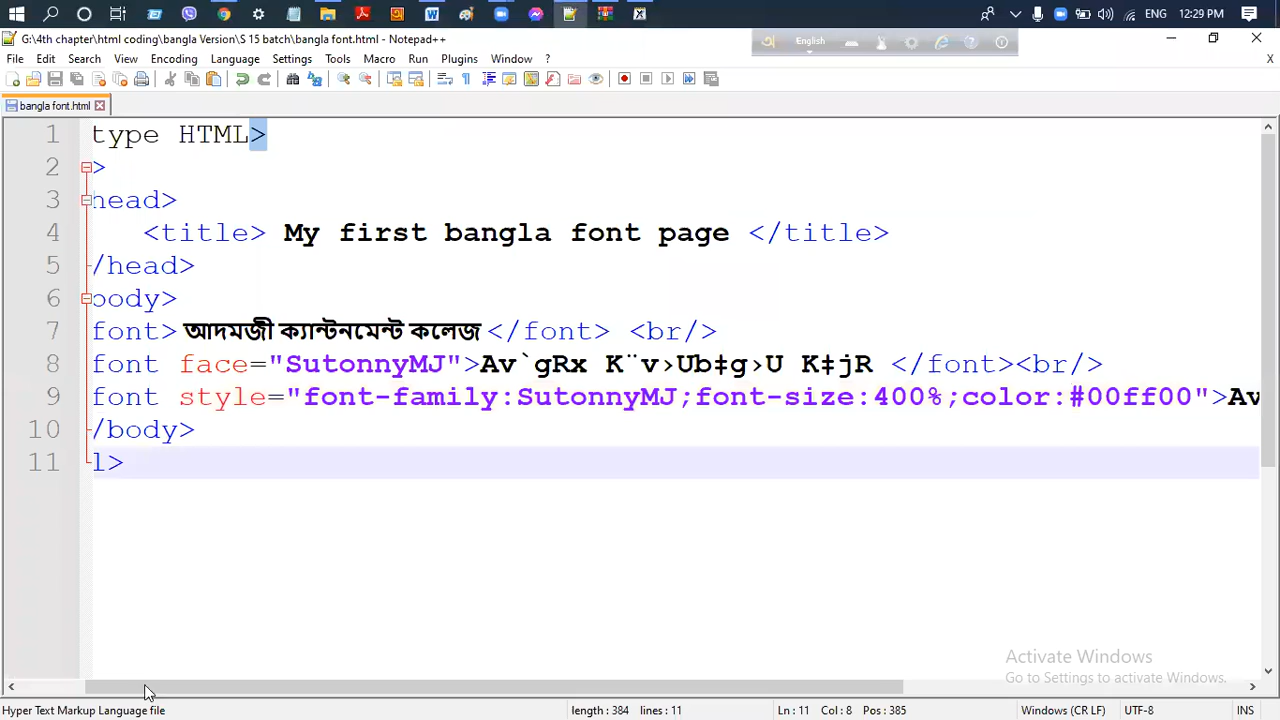 ENG 12:29 PM
G:\4th chapter\html coding\bangla Version\S 15 batch\bangla font.html - Notepad++
English
File Edit Search View Encoding Language Settings Tools Macro Run Plugins Window ? X
bangla font.html
1 type HTML>
2 >
3 head>
4 <title> My first bangla font page </title>
5 /head>
6 body>
7 font> আদমজী ক্যান্টনমেন্ট কলেজ </font> <br/>
8 font face="SutonnyMJ">Av`gRx K¨v›Ub‡g›U K‡jR </font><br/>
9 font style="font-family:SutonnyMJ;font-size:400%;color:#00ff00">Av
10 /body>
11 l>
Activate Windows
Go to Settings to activate Windows.
Hyper Text Markup Language file length : 384 lines : 11 Ln : 11 Col : 8 Pos : 385 Windows (CR LF) UTF-8 INS